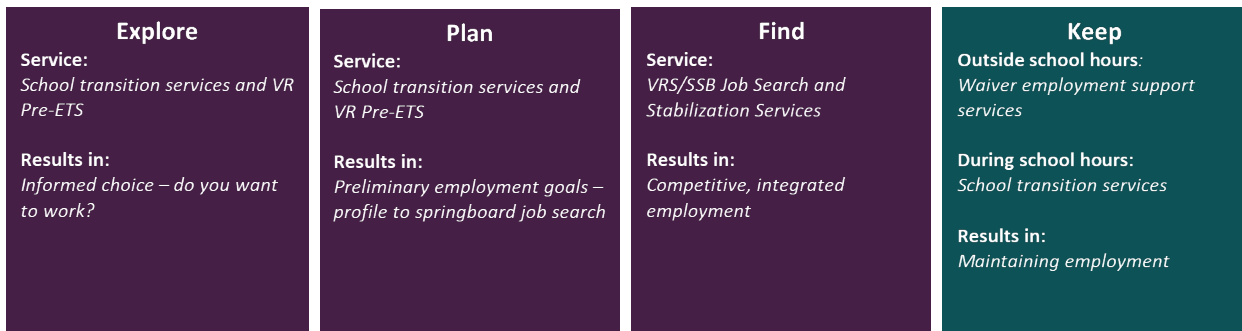 Explore
Service:
School transition services and VR
Pre-ETS
Results in:
Informed choice – do you want
to work?
Plan
Service:
School transition services and
VR Pre-ETS
Results in:
Preliminary employment goals –
profile to springboard job search
Find
Service:
VRS/SSB Job Search and
Stabilization Services
Results in:
Competitive, integrated
employment
Keep
Outside school hours:
Waiver employment support
services
During school hours:
School transition services
Results in:
Maintaining employment